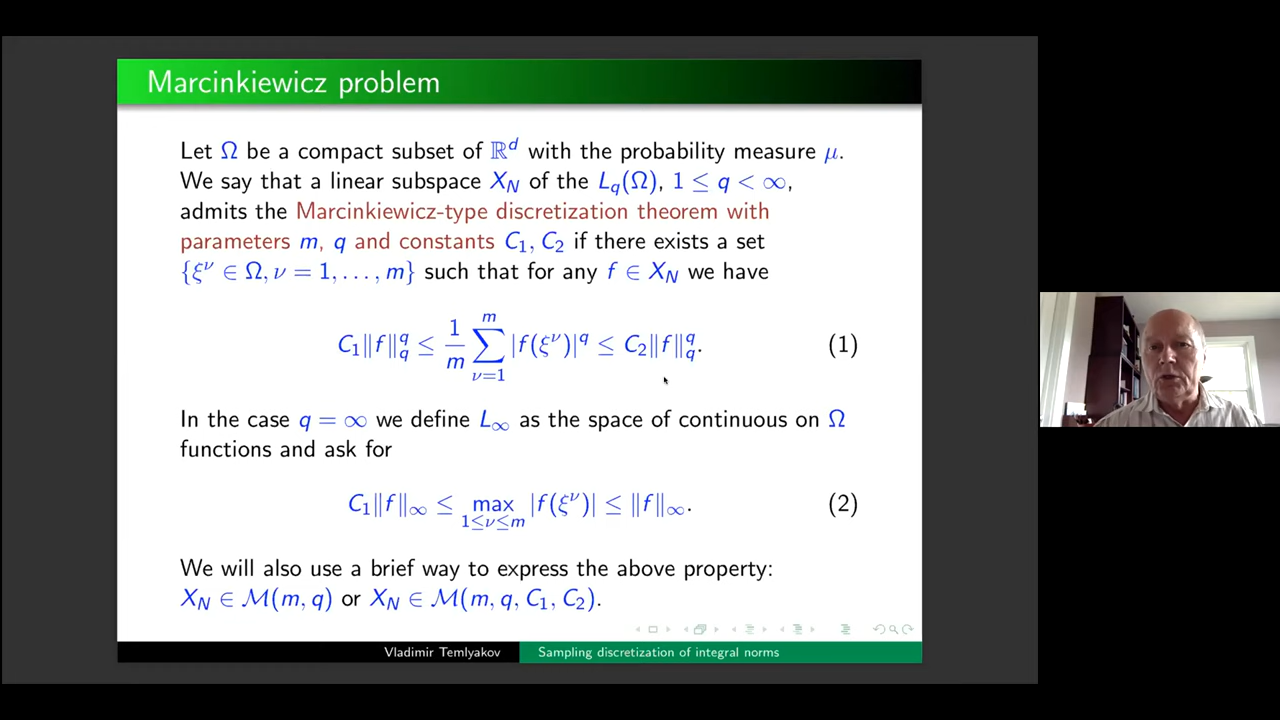 Marcinkiewicz problem
Let Ω be a compact subset of ℝ^d with the probability measure μ.
We say that a linear subspace X_N of the L_q(Ω), 1 ≤ q < ∞,
admits the Marcinkiewicz-type discretization theorem with
parameters m, q and constants C_1, C_2 if there exists a set
{ξ^ν ∈ Ω, ν = 1, . . . , m} such that for any f ∈ X_N we have
C_1‖f‖_q^q ≤ \frac{1}{m} \sum_{ν=1}^{m} |f(ξ^ν)|^q ≤ C_2‖f‖_q^q. (1)
In the case q = ∞ we define L_∞ as the space of continuous on Ω
functions and ask for
C_1‖f‖_∞ ≤ \max_{1≤ν≤m} |f(ξ^ν)| ≤ ‖f‖_∞. (2)
We will also use a brief way to express the above property:
X_N ∈ ℳ(m, q) or X_N ∈ ℳ(m, q, C_1, C_2).
Vladimir Temlyakov Sampling discretization of integral norms